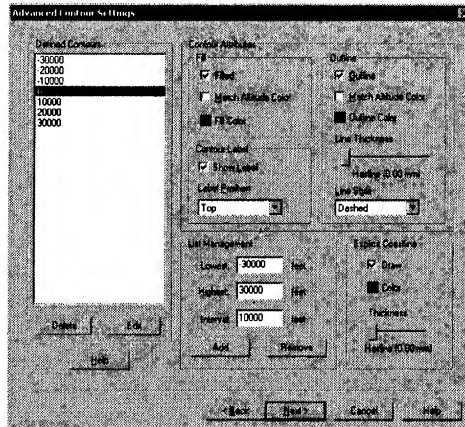 Advanced Contour Settings
Defined Contours
-30000
-20000
-10000
10000
20000
30000
Delete
Edit
Help
Contour Attributes
Fill
Filled
Match Altitude Color
Fill Color
Contour Label
Show Label
Label Position
Top
Outline
Outline
Match Altitude Color
Outline Color
Line Thickness
Hairline (0.00 mm)
Line Style
Dashed
List Management
Lowest: -30000 feet
Highest: 30000 feet
Interval: 10000 feet
Add
Remove
Explicit Coastline
Draw
Color
Thickness
Hairline (0.00 mm)
< Back
Next >
Cancel
Help